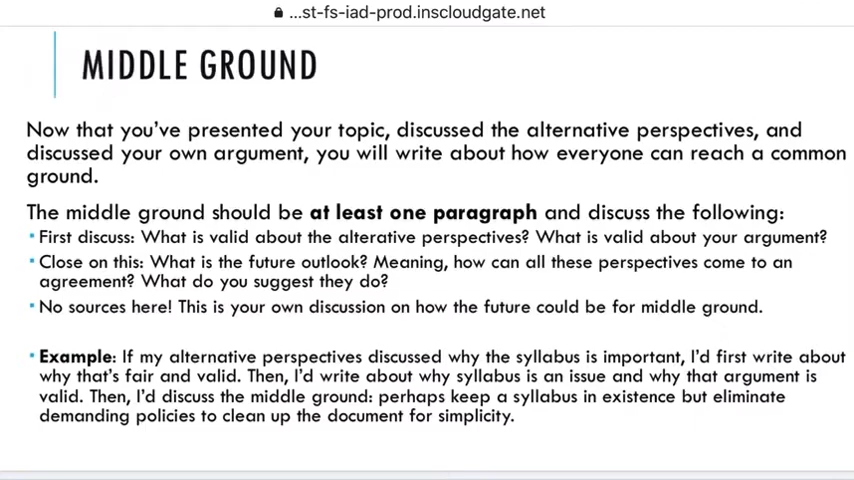 ...st-fs-iad-prod.inscloudgate.net
MIDDLE GROUND
Now that you've presented your topic, discussed the alternative perspectives, and
discussed your own argument, you will write about how everyone can reach a common
ground.
The middle ground should be at least one paragraph and discuss the following:
▪ First discuss: What is valid about the alterative perspectives? What is valid about your argument?
▪ Close on this: What is the future outlook? Meaning, how can all these perspectives come to an
agreement? What do you suggest they do?
▪ No sources here! This is your own discussion on how the future could be for middle ground.
▪ Example: If my alternative perspectives discussed why the syllabus is important, I'd first write about
why that's fair and valid. Then, I'd write about why syllabus is an issue and why that argument is
valid. Then, I'd discuss the middle ground: perhaps keep a syllabus in existence but eliminate
demanding policies to clean up the document for simplicity.